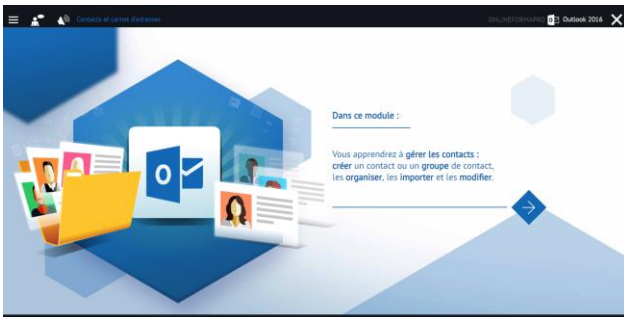 Contacts et carnet d'adresses
ONLINEFORMAPRO
Outlook 2016
Dans ce module :
Vous apprendrez à gérer les contacts :
créer un contact ou un groupe de contact,
les organiser, les importer et les modifier.